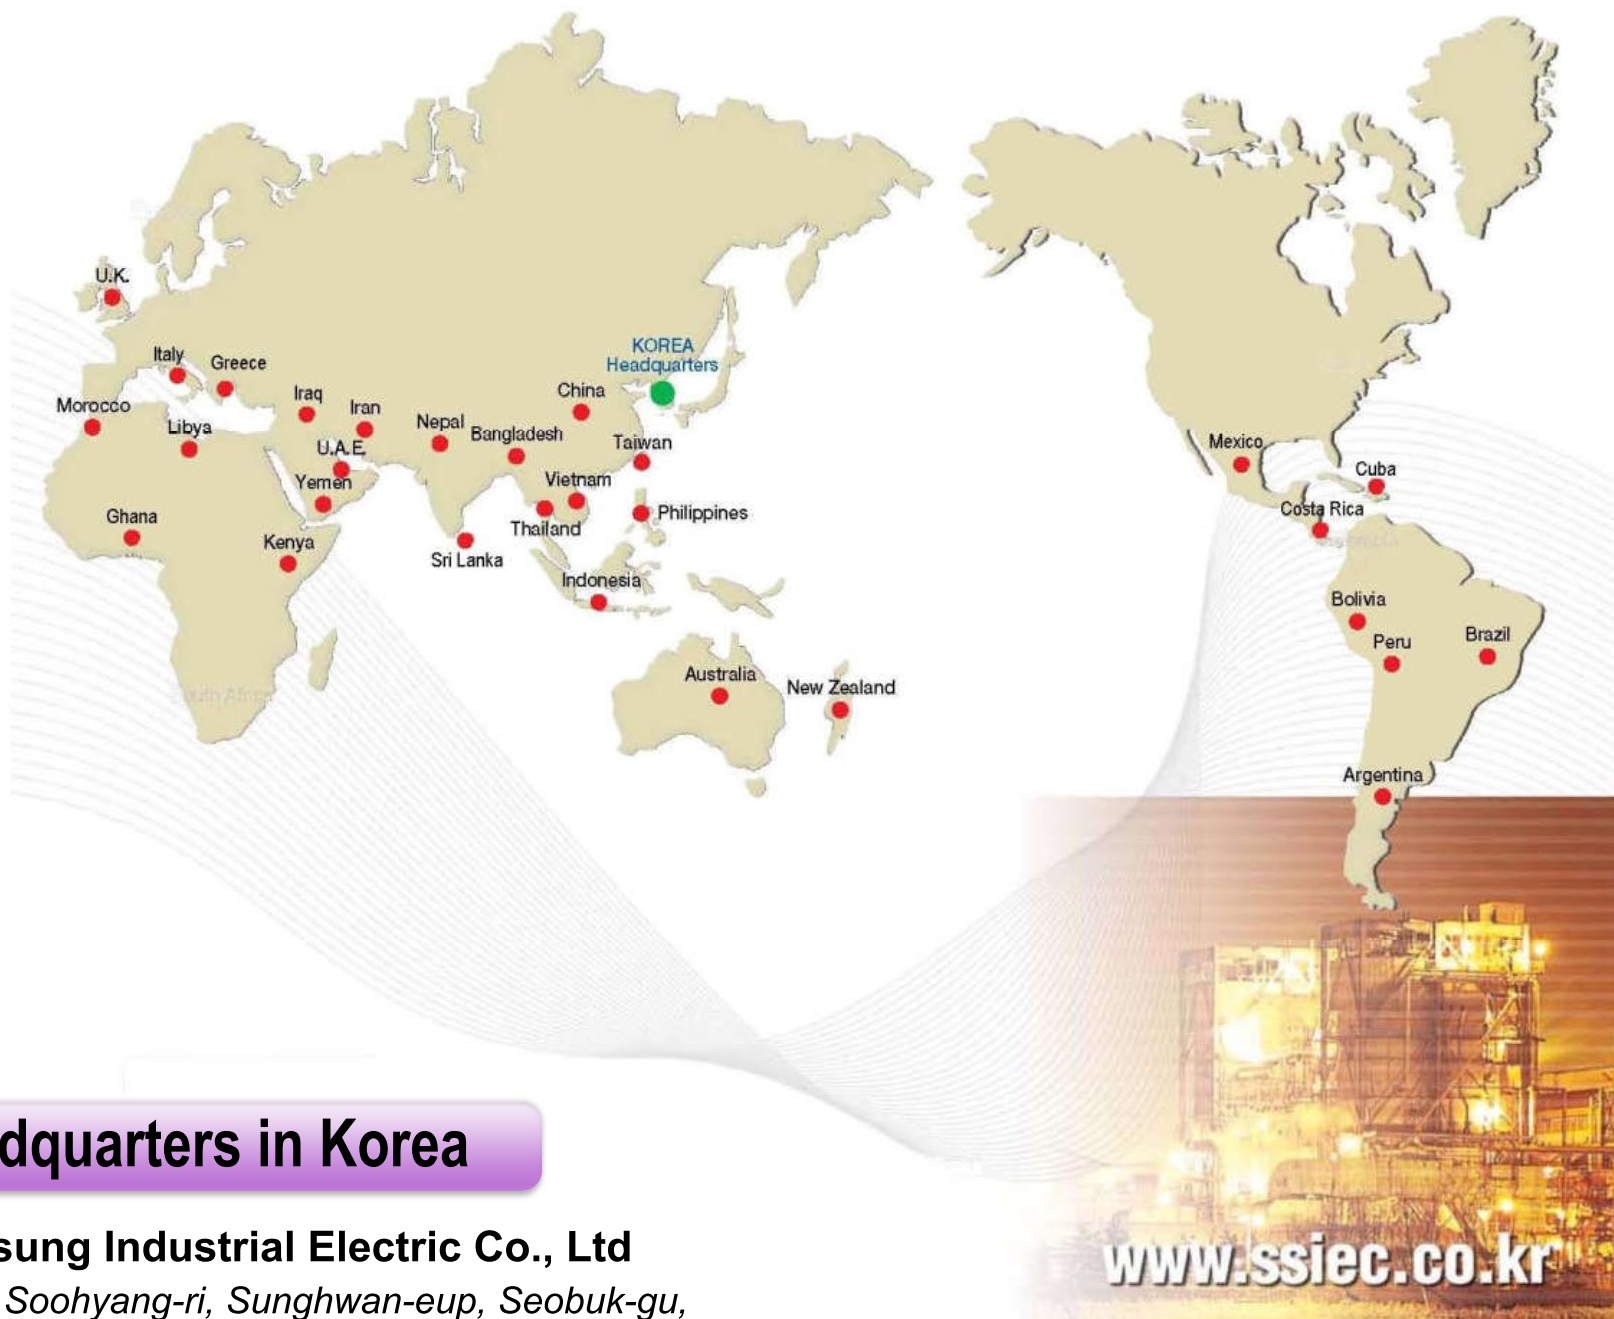 U.K.
Italy
Greece
KOREA
Headquarters
Morocco
Libya
Iraq
Iran
Nepal
China
Bangladesh
Taiwan
U.A.E.
Yemen
Vietnam
Ghana
Kenya
Thailand
Philippines
Sri Lanka
Indonesia
Australia
New Zealand
Mexico
Cuba
Costa Rica
Bolivia
Peru
Brazil
Argentina
South Africa
dquarters in Korea
sung Industrial Electric Co., Ltd
Soohyang-ri, Sunghwan-eup, Seobuk-gu,
www.ssiec.co.kr